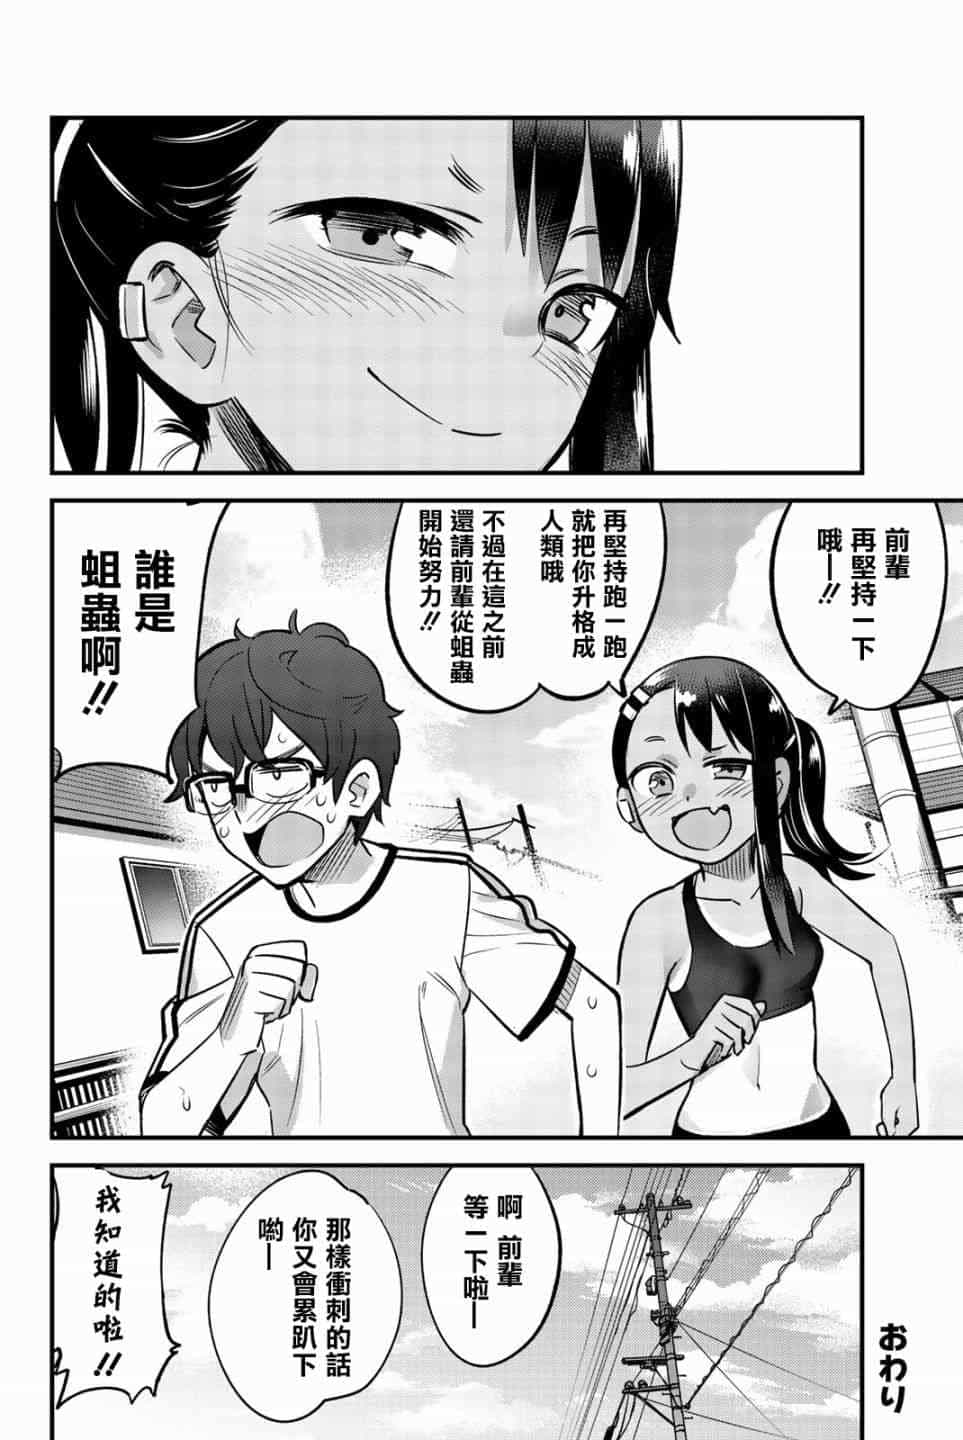 前輩
再堅持一下
哦ー!!
再堅持跑一跑
就把你升格成
人類哦
不過在這之前
還請前輩從蛆蟲
開始努力!!
誰是
蛆蟲啊!!
啊 前輩
等一下啦ー
那樣衝刺的話
你又會累趴下
喲ー
我知道的啦!!
おわり